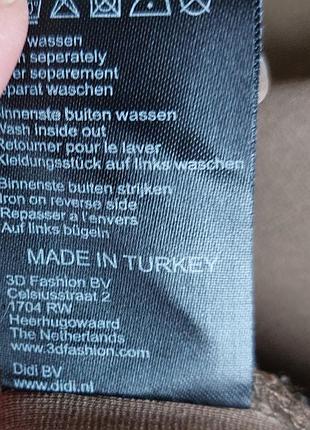 wassen
seperately
separement
parat waschen
Innenste buiten wassen
Wash inside out
Retourner pour le laver
Kleidungsstück auf links waschen
Binnenste buiten strijken
Iron on reverse side
Repasser à l'envers
Auf links bügeln
MADE IN TURKEY
3D Fashion BV
Celsiusstraat 2
1704 RW
Heerhugowaard
The Netherlands
www.3dfashion.com
Didi BV
www.didi.nl